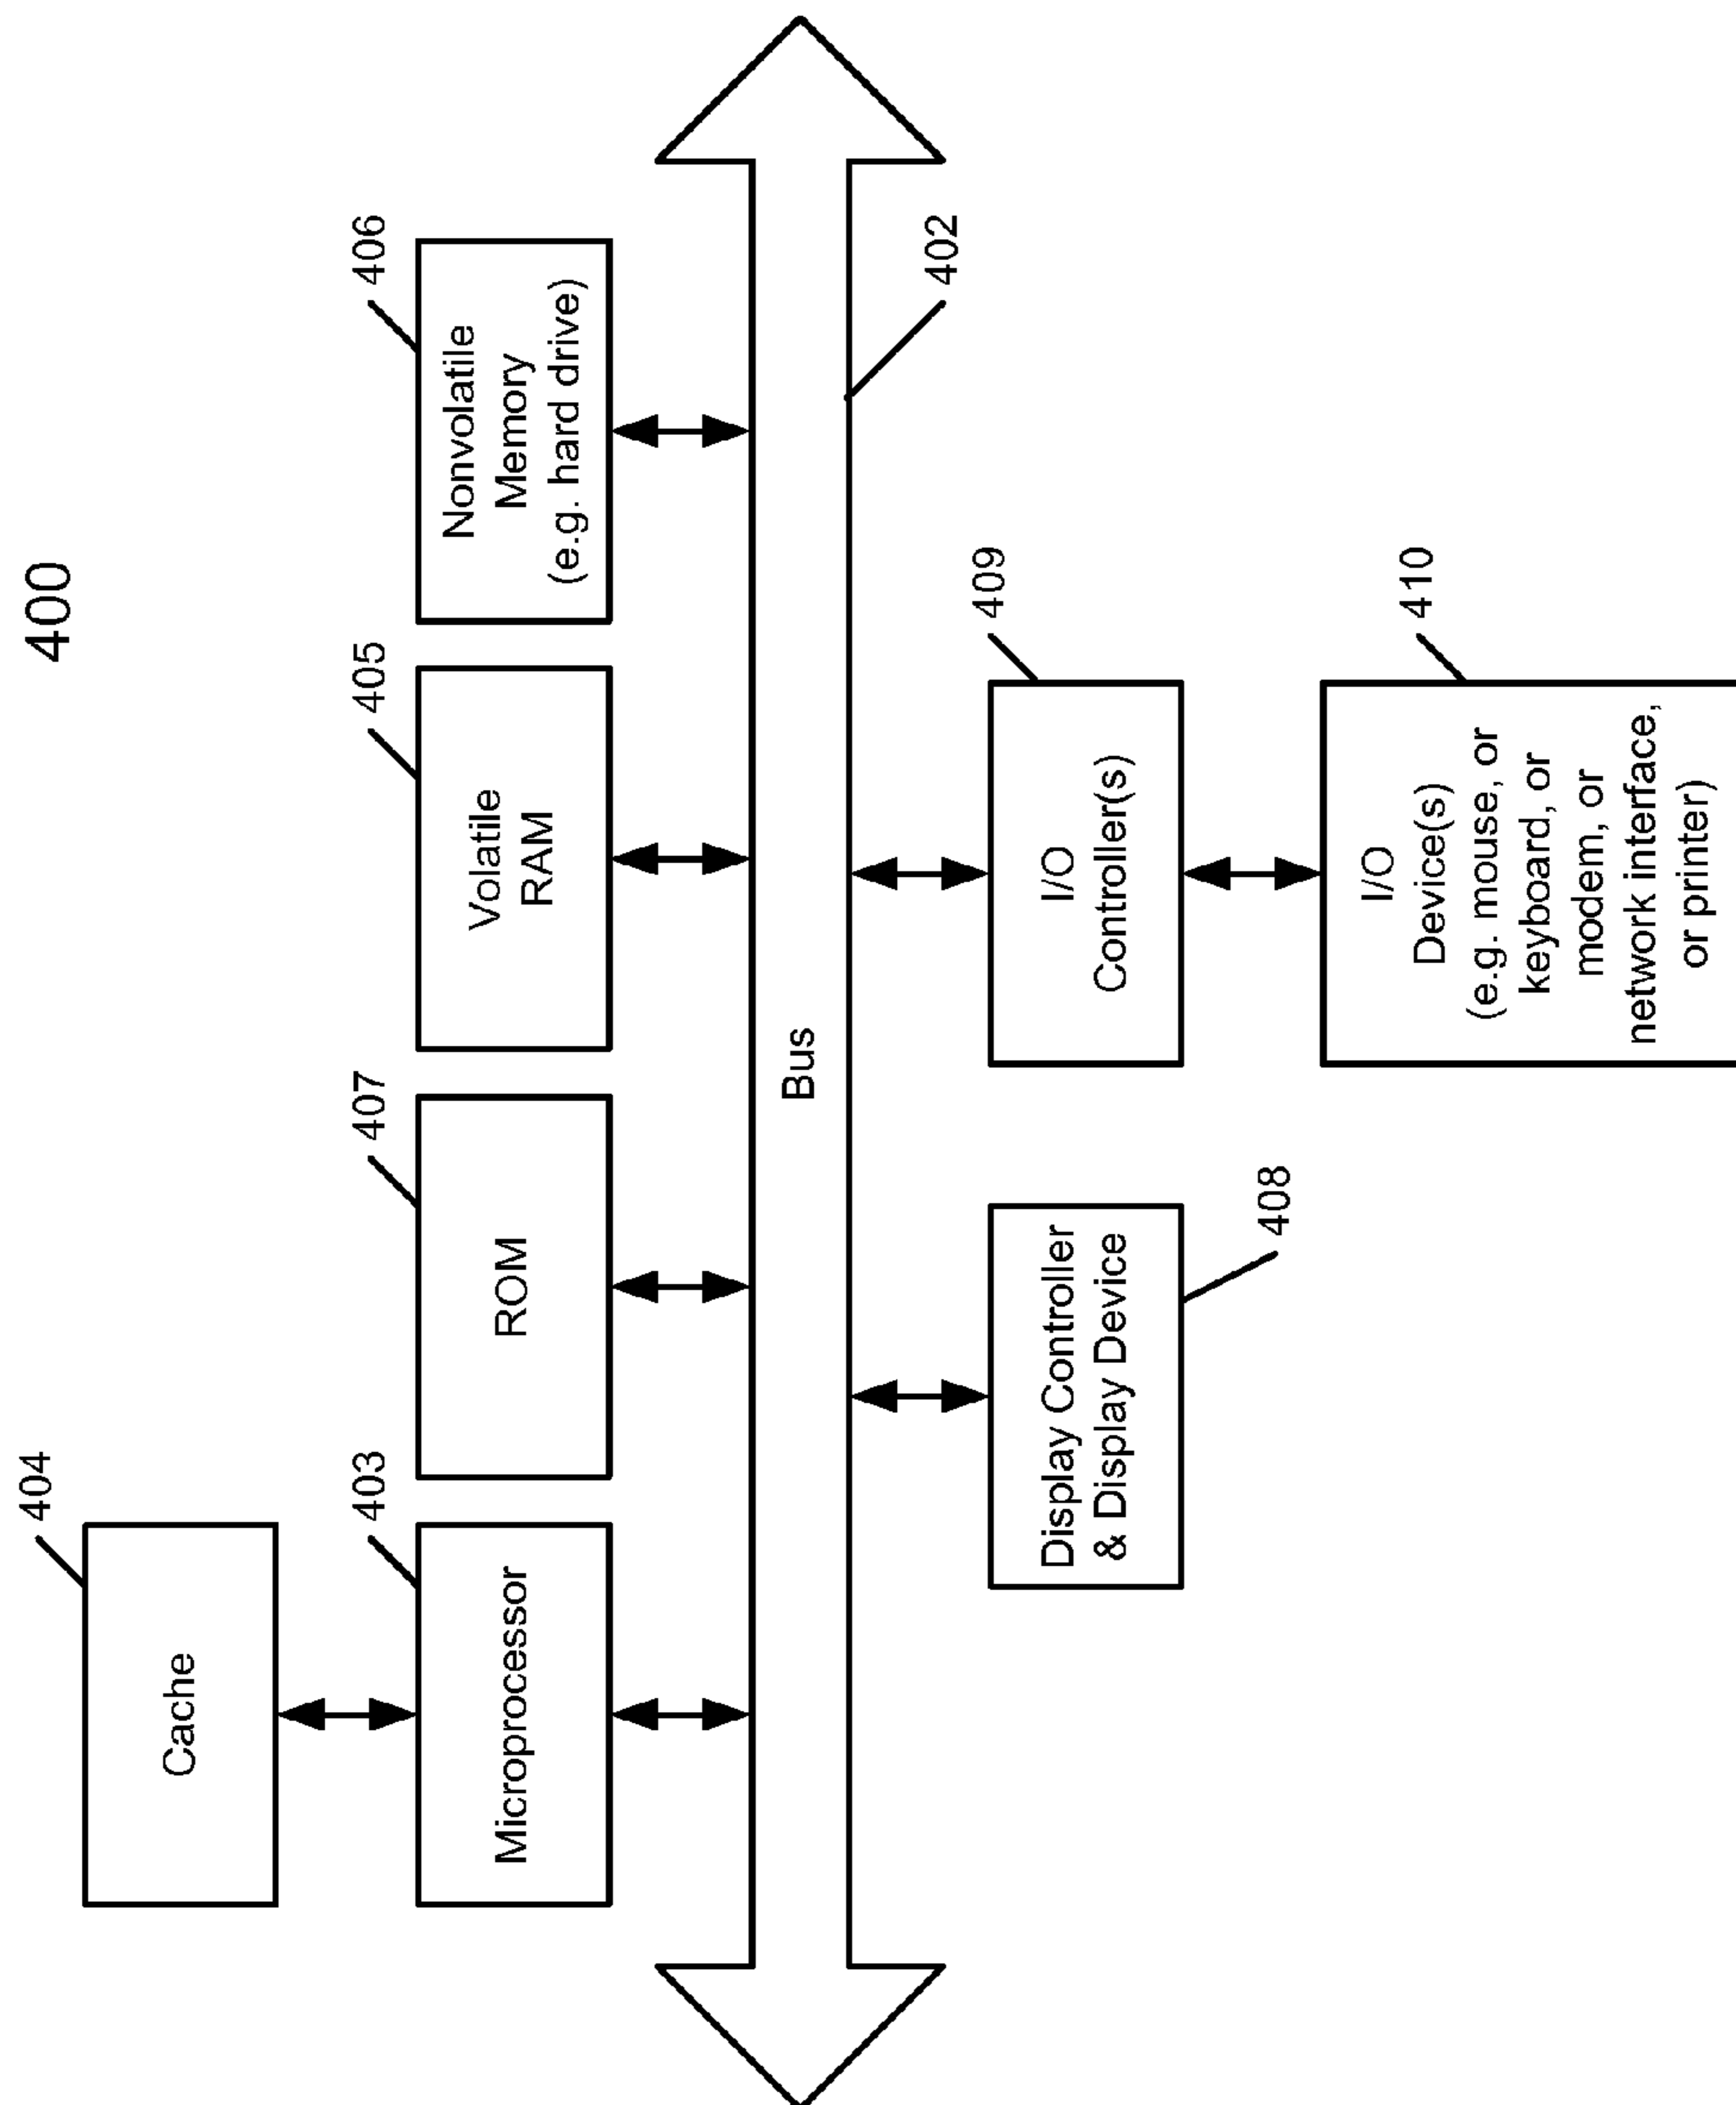 400
404
Cache
403
Microprocessor
407
ROM
405
Volatile
RAM
406
Nonvolatile
Memory
(e.g. hard drive)
Bus
402
Display Controller
& Display Device
408
409
I/O
Controller(s)
410
I/O
Device(s)
(e.g. mouse, or
keyboard, or
modem, or
network interface,
or printer)